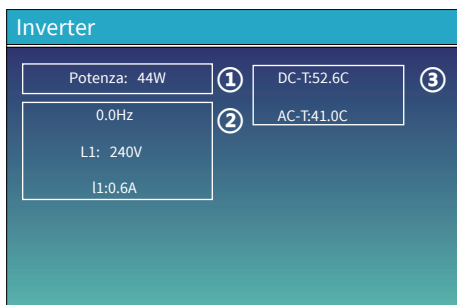 Inverter
Potenza: 44W
①
0.0Hz
L1: 240V
l1:0.6A
②
DC-T:52.6C
AC-T:41.0C
③